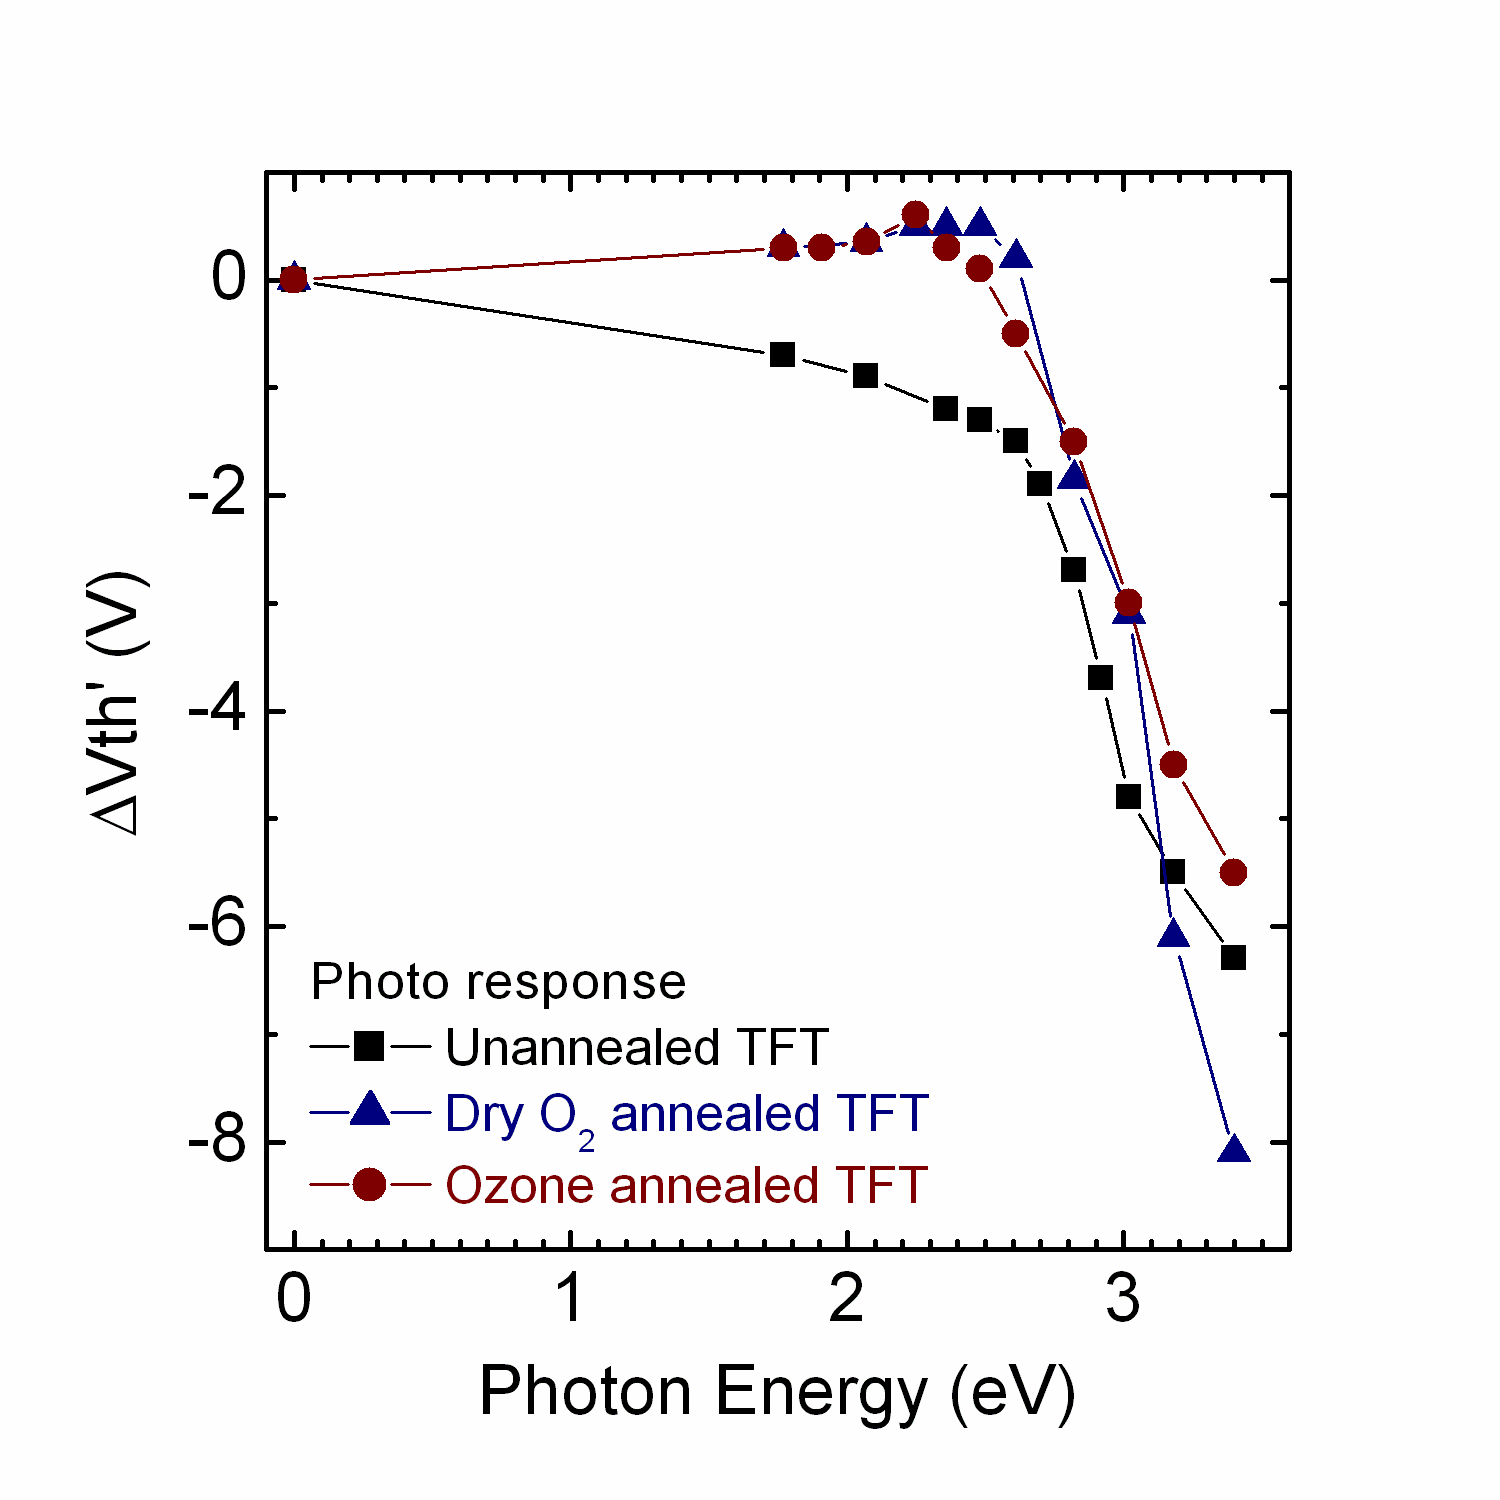 0
-2
-4
-6
-8
ΔVth' (V)
Photo response
Unannealed TFT
Dry O₂ annealed TFT
Ozone annealed TFT
0 1 2 3
Photon Energy (eV)